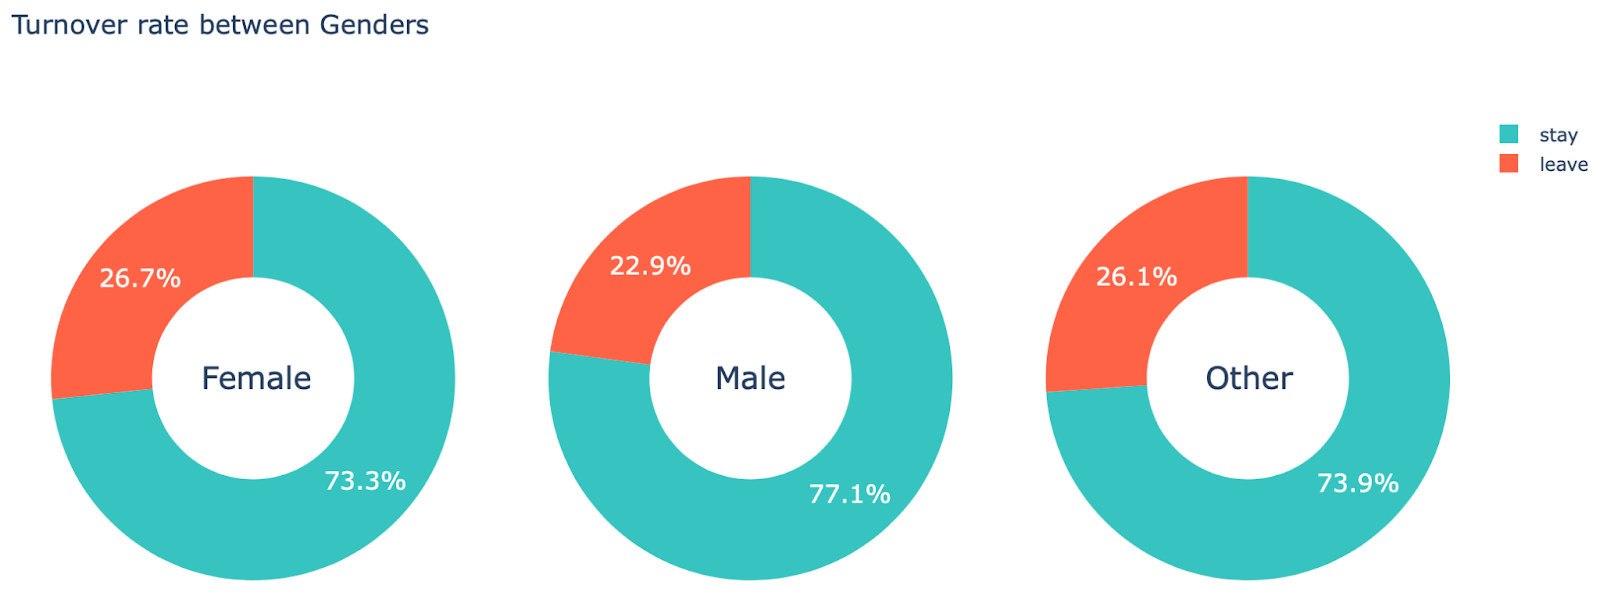 Turnover rate between Genders
stay
leave
26.7%
22.9%
26.1%
Female
Male
Other
73.3%
77.1%
73.9%